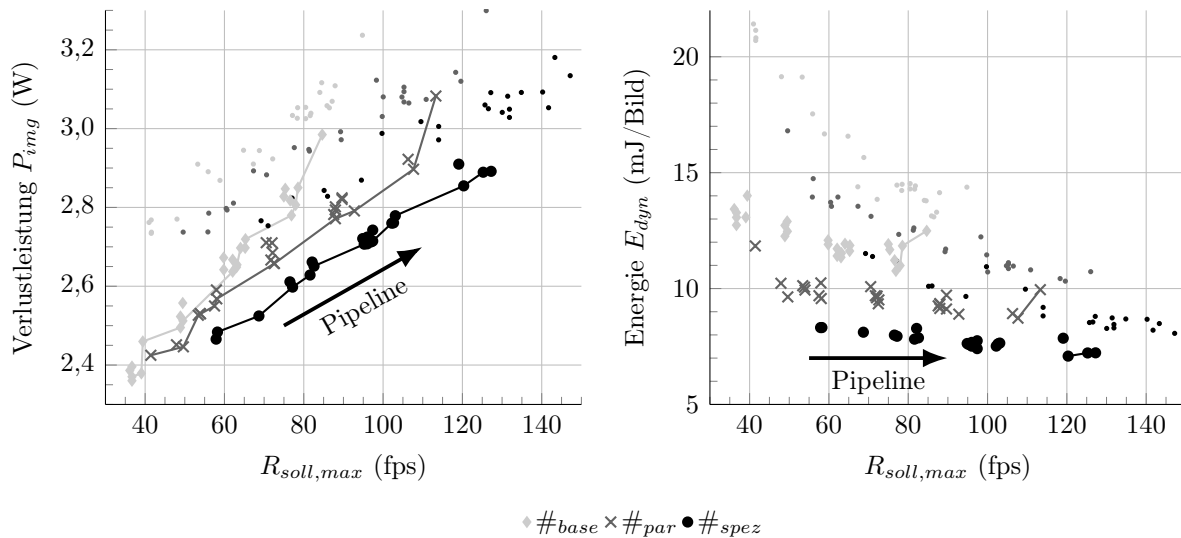 Verlustleistung P_img (W)
3,2
3,0
2,8
2,6
2,4
40 60 80 100 120 140
R_soll,max (fps)
Pipeline
Energie E_dyn (mJ/Bild)
20
15
10
5
40 60 80 100 120 140
R_soll,max (fps)
Pipeline
#_base #_par #_spez